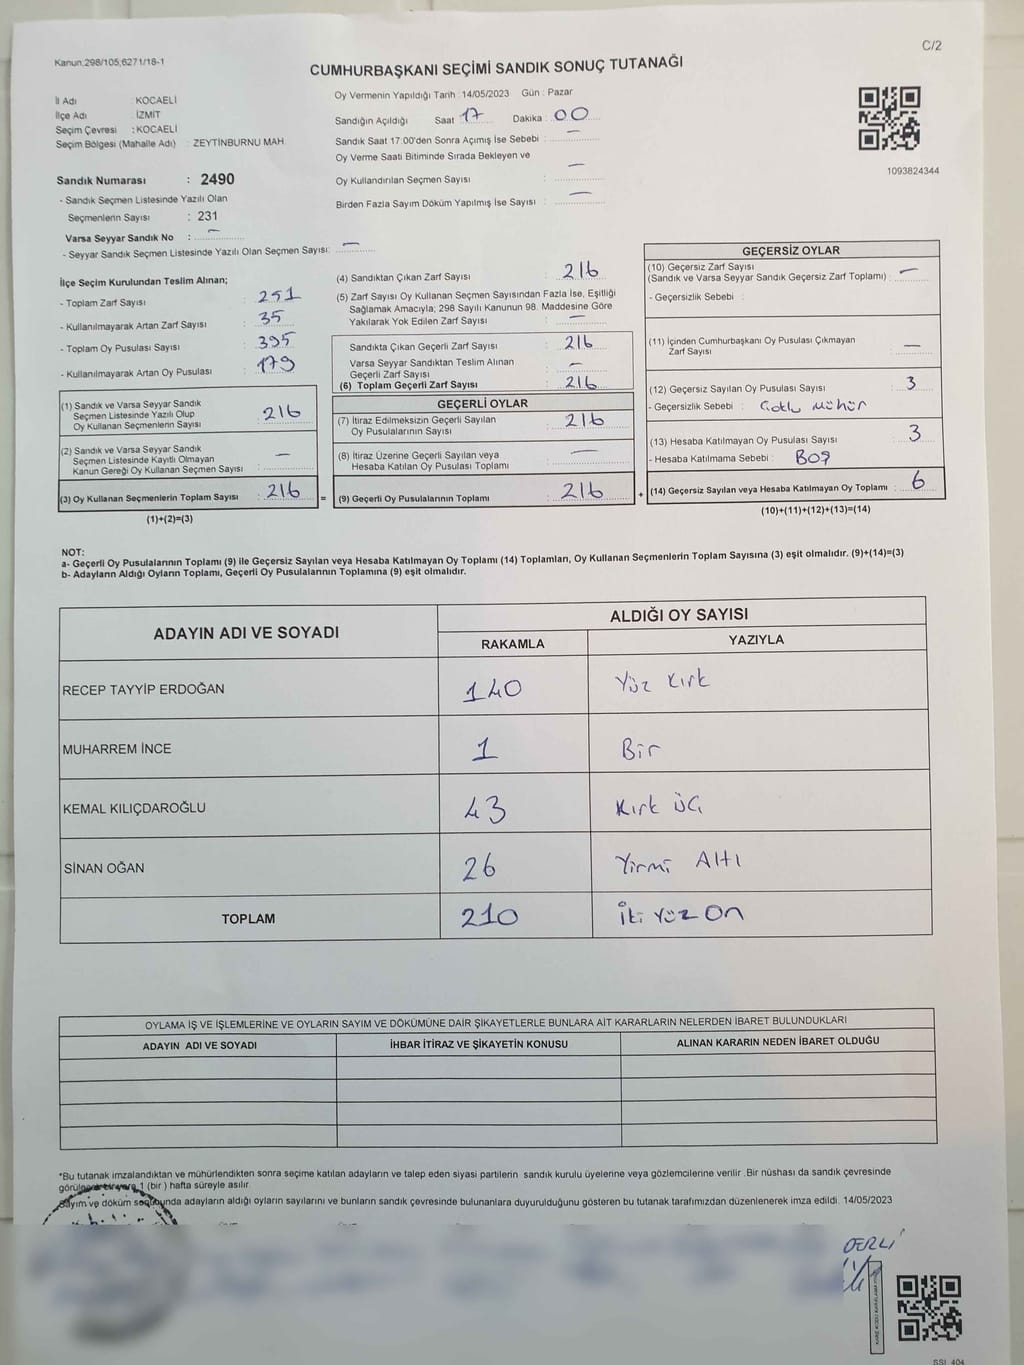 C/2
Kanun:298/105;6271/18-1
CUMHURBAŞKANI SEÇİMİ SANDIK SONUÇ TUTANAĞI
İl Adı : KOCAELİ
İlçe Adı : İZMİT
Seçim Çevresi : KOCAELİ
Seçim Bölgesi (Mahalle Adı) : ZEYTİNBURNU MAH.
Sandık Numarası : 2490
- Sandık Seçmen Listesinde Yazılı Olan
Seçmenlerin Sayısı : 231
Varsa Seyyar Sandık No : —
- Seyyar Sandık Seçmen Listesinde Yazılı Olan Seçmen Sayısı: —
Oy Vermenin Yapıldığı Tarih : 14/05/2023 Gün : Pazar
Sandığın Açıldığı Saat 17 Dakika : 00
Sandık Saat 17:00'den Sonra Açımış İse Sebebi : —
Oy Verme Saati Bitiminde Sırada Bekleyen ve
Oy Kullandırılan Seçmen Sayısı : —
Birden Fazla Sayım Döküm Yapılmış İse Sayısı : —
1093824344
İlçe Seçim Kurulundan Teslim Alınan;
- Toplam Zarf Sayısı : 251
- Kullanılmayarak Artan Zarf Sayısı : 35
- Toplam Oy Pusulası Sayısı : 395
- Kullanılmayarak Artan Oy Pusulası : 179
(1) Sandık ve Varsa Seyyar Sandık
Seçmen Listesinde Yazılı Olup
Oy Kullanan Seçmenlerin Sayısı : 216
(2) Sandık ve Varsa Seyyar Sandık
Seçmen Listesinde Kayıtlı Olmayan
Kanun Gereği Oy Kullanan Seçmen Sayısı : —
(3) Oy Kullanan Seçmenlerin Toplam Sayısı : 216 =
(1)+(2)=(3)
(4) Sandıktan Çıkan Zarf Sayısı : 216
(5) Zarf Sayısı Oy Kullanan Seçmen Sayısından Fazla İse, Eşitliği
Sağlamak Amacıyla; 298 Sayılı Kanunun 98. Maddesine Göre
Yakılarak Yok Edilen Zarf Sayısı : —
Sandıkta Çıkan Geçerli Zarf Sayısı : 216
Varsa Seyyar Sandıktan Teslim Alınan
Geçerli Zarf Sayısı : —
(6) Toplam Geçerli Zarf Sayısı : 216
GEÇERLİ OYLAR
(7) İtiraz Edilmeksizin Geçerli Sayılan
Oy Pusulalarının Sayısı : 216
(8) İtiraz Üzerine Geçerli Sayılan veya
Hesaba Katılan Oy Pusulası Toplamı : —
(9) Geçerli Oy Pusulalarının Toplamı : 216 +
GEÇERSİZ OYLAR
(10) Geçersiz Zarf Sayısı
(Sandık ve Varsa Seyyar Sandık Geçersiz Zarf Toplamı) : —
- Geçersizlik Sebebi :
(11) İçinden Cumhurbaşkanı Oy Pusulası Çıkmayan
Zarf Sayısı : —
(12) Geçersiz Sayılan Oy Pusulası Sayısı : 3
- Geçersizlik Sebebi : Çoklu Mühür
(13) Hesaba Katılmayan Oy Pusulası Sayısı : 3
- Hesaba Katılmama Sebebi : Boş
(14) Geçersiz Sayılan veya Hesaba Katılmayan Oy Toplamı : 6
(10)+(11)+(12)+(13)=(14)
NOT:
a- Geçerli Oy Pusulalarının Toplamı (9) ile Geçersiz Sayılan veya Hesaba Katılmayan Oy Toplamı (14) Toplamları, Oy Kullanan Seçmenlerin Toplam Sayısına (3) eşit olmalıdır. (9)+(14)=(3)
b- Adayların Aldığı Oyların Toplamı, Geçerli Oy Pusulalarının Toplamına (9) eşit olmalıdır.
ADAYIN ADI VE SOYADI
ALDIĞI OY SAYISI
RAKAMLA YAZIYLA
RECEP TAYYİP ERDOĞAN 140 Yüz Kırk
MUHARREM İNCE 1 Bir
KEMAL KILIÇDAROĞLU 43 Kırk Üç
SİNAN OĞAN 26 Yirmi Altı
TOPLAM 210 İki Yüz On
OYLAMA İŞ VE İŞLEMLERİNE VE OYLARIN SAYIM VE DÖKÜMÜNE DAİR ŞİKAYETLERLE BUNLARA AİT KARARLARIN NELERDEN İBARET BULUNDUKLARI
ADAYIN ADI VE SOYADI İHBAR İTİRAZ VE ŞİKAYETİN KONUSU ALINAN KARARIN NEDEN İBARET OLDUĞU
*Bu tutanak imzalandıktan ve mühürlendikten sonra seçime katılan adayların ve talep eden siyasi partilerin sandık kurulu üyelerine veya gözlemcilerine verilir .Bir nüshası da sandık çevresinde
1 (bir ) hafta süreyle asılır.
Sayım ve döküm adayların aldığı oyların sayılarını ve bunların sandık çevresinde bulunanlara duyurulduğunu gösteren bu tutanak tarafımızdan düzenlenerek imza edildi. 14/05/2023
SSI_404